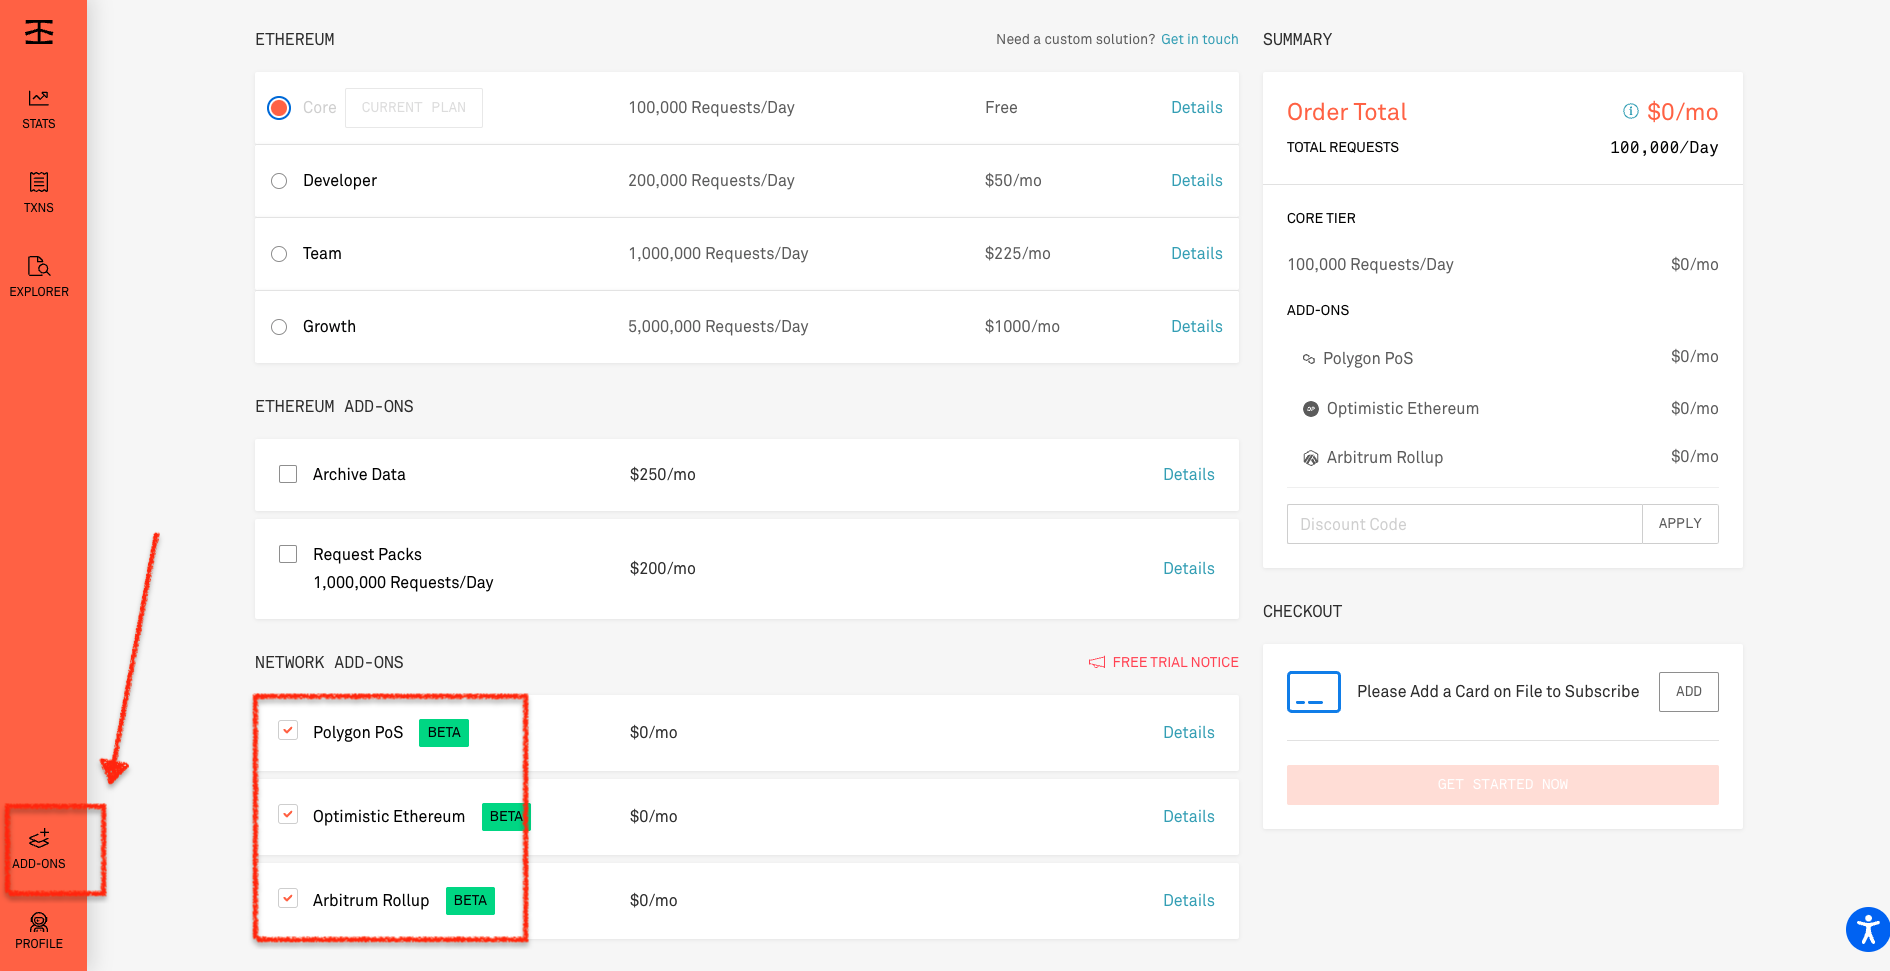 STATS
TXNS
EXPLORER
ADD-ONS
PROFILE
ETHEREUM
Need a custom solution? Get in touch
Core CURRENT PLAN 100,000 Requests/Day Free Details
Developer 200,000 Requests/Day $50/mo Details
Team 1,000,000 Requests/Day $225/mo Details
Growth 5,000,000 Requests/Day $1000/mo Details
ETHEREUM ADD-ONS
Archive Data $250/mo Details
Request Packs
1,000,000 Requests/Day $200/mo Details
NETWORK ADD-ONS
FREE TRIAL NOTICE
Polygon PoS BETA $0/mo Details
Optimistic Ethereum BETA $0/mo Details
Arbitrum Rollup BETA $0/mo Details
SUMMARY
Order Total $0/mo
TOTAL REQUESTS 100,000/Day
CORE TIER
100,000 Requests/Day $0/mo
ADD-ONS
Polygon PoS $0/mo
OP Optimistic Ethereum $0/mo
Arbitrum Rollup $0/mo
Discount Code APPLY
CHECKOUT
Please Add a Card on File to Subscribe ADD
GET STARTED NOW